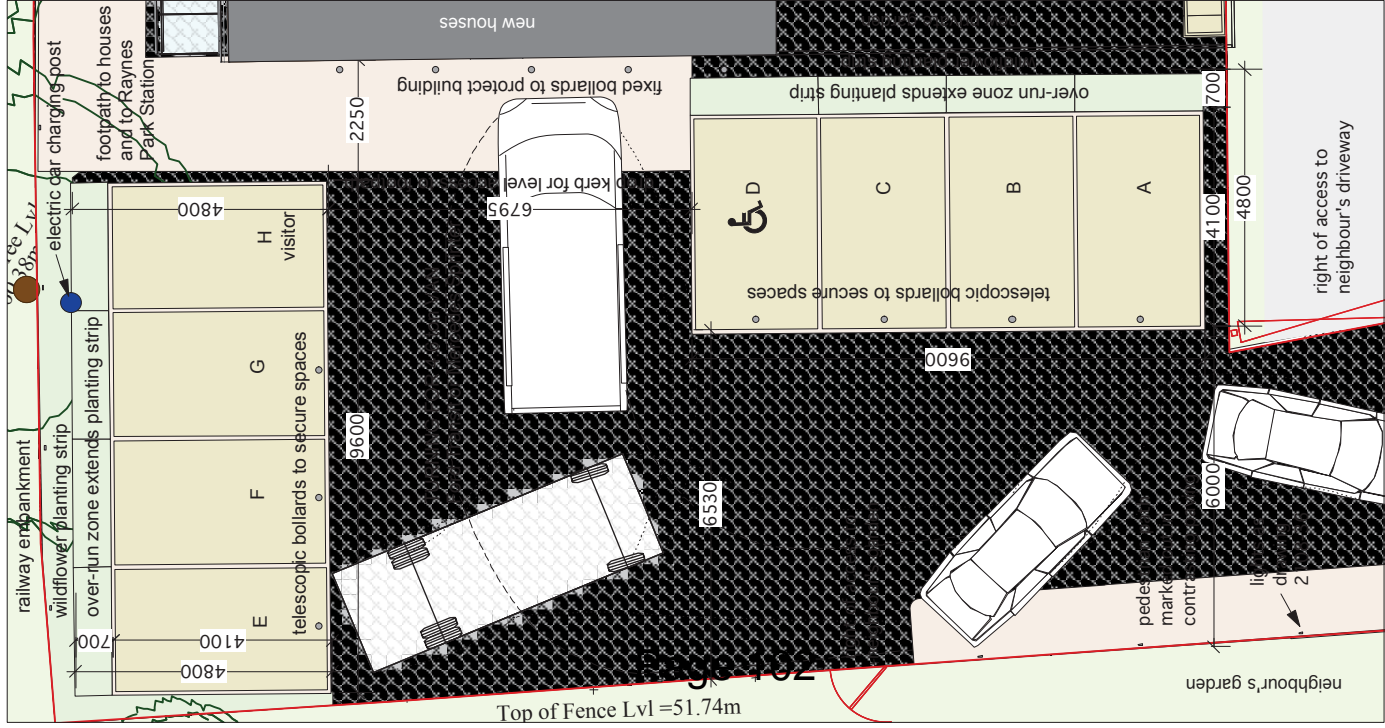 new houses
fixed bollards to protect building
over-run zone extends planting strip
electric car charging post
footpath to houses
and to Raynes
Park Station
2250
700
4800
4100
right of access to
neighbour's driveway
4800
6795
H
visitor
D
C
B
A
telescopic bollards to secure spaces
9600
G
F
E
telescopic bollards to secure spaces
over-run zone extends planting strip
wildflower planting strip
railway embankment
9600
6530
6000
700
4100
4800
neighbour's garden
Top of Fence Lvl =51.74m